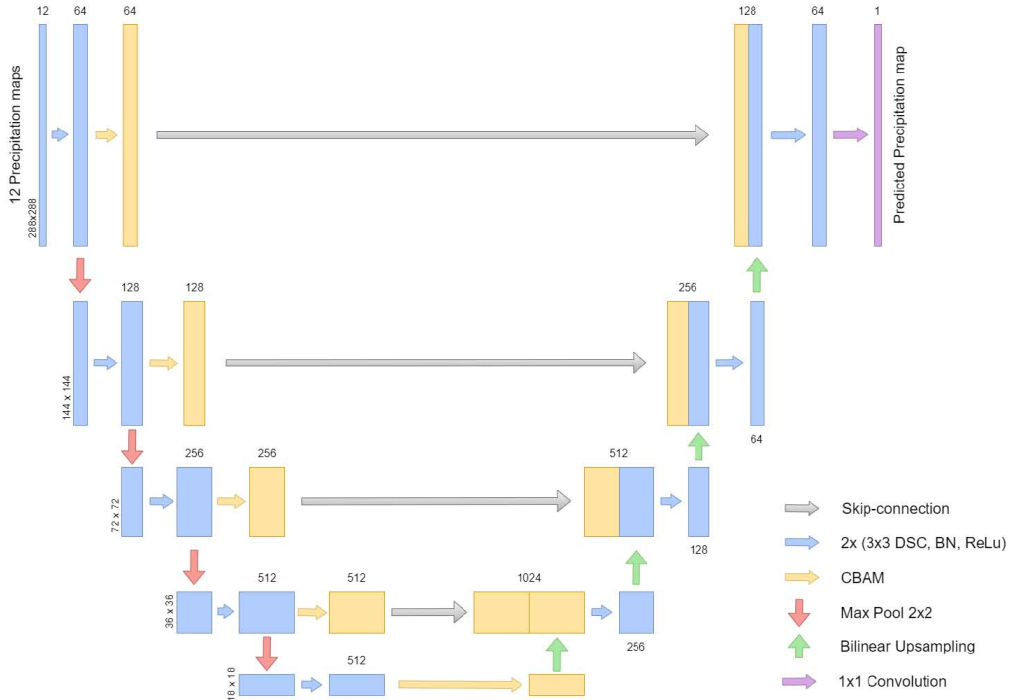 12 64 64 128 64 1
12 Precipitation maps
288x288
Predicted Precipitation map
128 128 256
144 x 144
64
256 256 512
72 x 72
128
512 512 1024
36 x 36
256
512
18 x 18
Skip-connection
2x (3x3 DSC, BN, ReLu)
CBAM
Max Pool 2x2
Bilinear Upsampling
1x1 Convolution